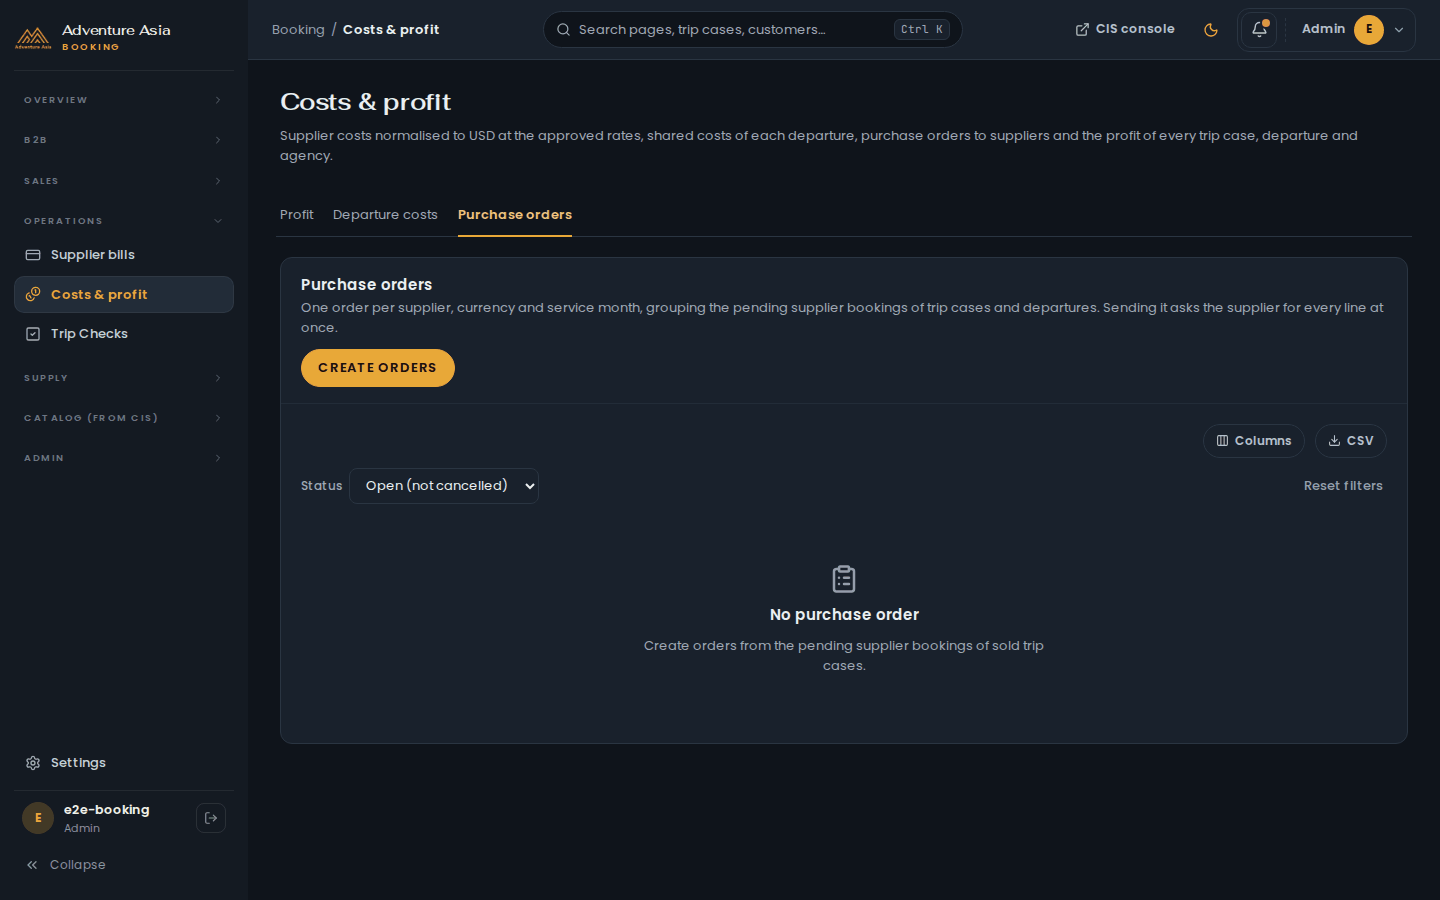 Adventure Asia
BOOKING
Adventure Asia
Booking / Costs & profit
Search pages, trip cases, customers...
Ctrl K
CIS console
Admin
E
OVERVIEW
B2B
SALES
OPERATIONS
Supplier bills
Costs & profit
Trip Checks
SUPPLY
CATALOG (FROM CIS)
ADMIN
Settings
E
e2e-booking
Admin
Collapse
Costs & profit
Supplier costs normalised to USD at the approved rates, shared costs of each departure, purchase orders to suppliers and the profit of every trip case, departure and
agency.
Profit
Departure costs
Purchase orders
Purchase orders
One order per supplier, currency and service month, grouping the pending supplier bookings of trip cases and departures. Sending it asks the supplier for every line at
once.
CREATE ORDERS
Columns
CSV
Status
Open (not cancelled)
Reset filters
No purchase order
Create orders from the pending supplier bookings of sold trip
cases.